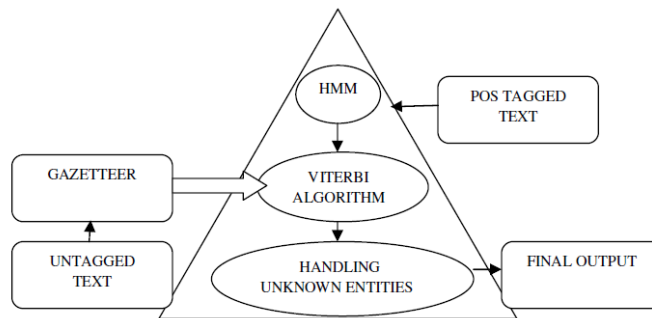 HMM
POS TAGGED
TEXT
GAZETTEER
VITERBI
ALGORITHM
UNTAGGED
TEXT
HANDLING
UNKNOWN ENTITIES
FINAL OUTPUT